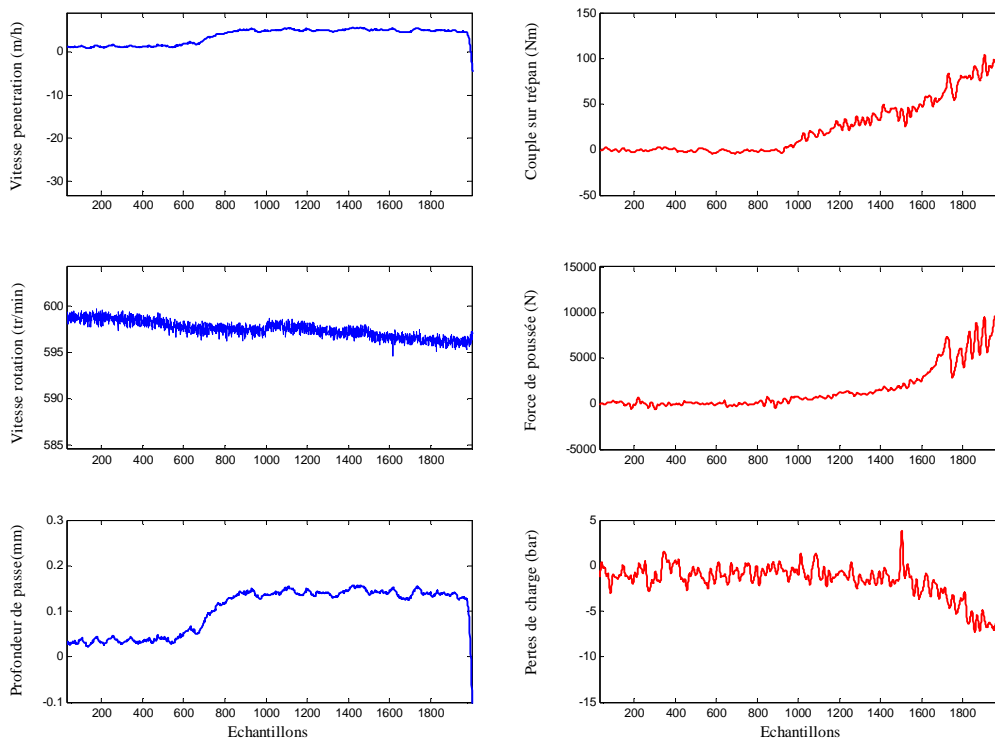 Vitesse penetration (m/h)
0
-10
-20
-30
200 400 600 800 1000 1200 1400 1600 1800
Couple sur trépan (Nm)
150
100
50
0
-50
200 400 600 800 1000 1200 1400 1600 1800
Vitesse rotation (tr/min)
600
595
590
585
200 400 600 800 1000 1200 1400 1600 1800
Force de poussée (N)
15000
10000
5000
0
-5000
200 400 600 800 1000 1200 1400 1600 1800
Profondeur de passe(mm)
0.3
0.2
0.1
0
-0.1
200 400 600 800 1000 1200 1400 1600 1800
Echantillons
Pertes de charge (bar)
5
0
-5
-10
-15
200 400 600 800 1000 1200 1400 1600 1800
Echantillons